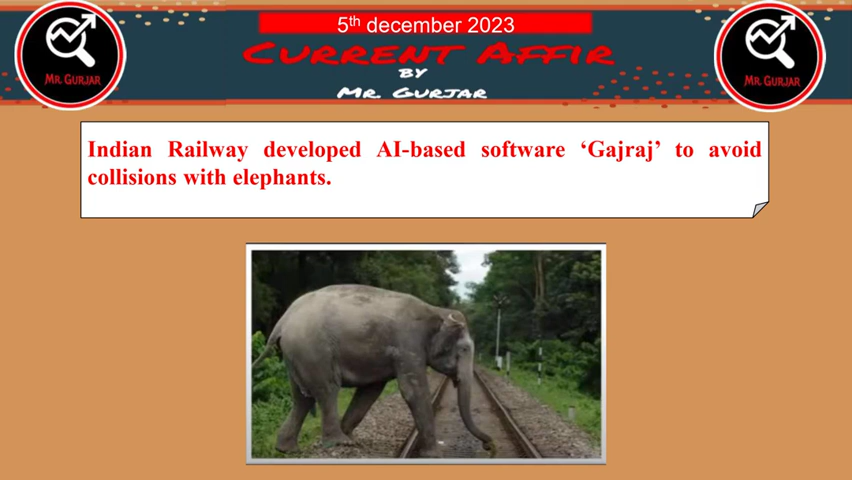 5th december 2023
Current Affir
by
Mr. Gurjar
Mr. Gurjar
Mr. Gurjar
Indian Railway developed AI-based software ‘Gajraj’ to avoid
collisions with elephants.